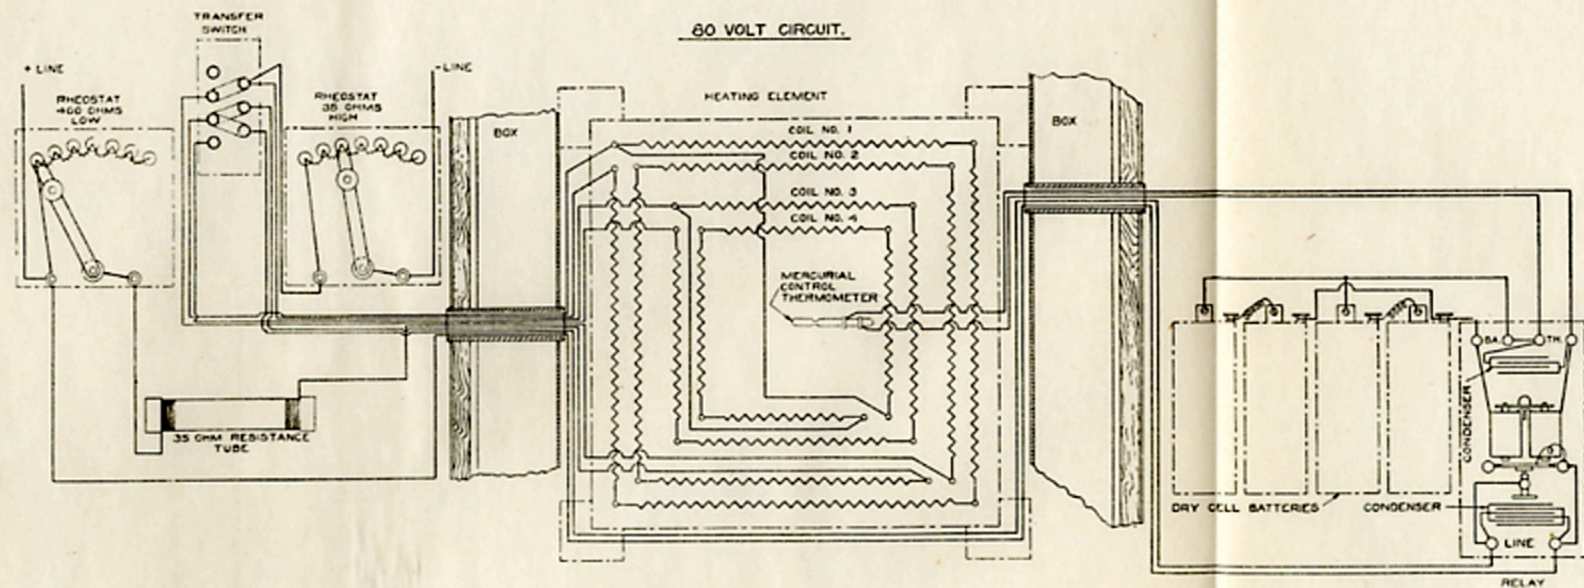 TRANSFER
SWITCH
80 VOLT CIRCUIT.
+ LINE
- LINE
RHEOSTAT
400 OHMS
LOW
RHEOSTAT
35 OHMS
HIGH
HEATING ELEMENT
BOX
BOX
COIL NO. 1
COIL NO. 2
COIL NO. 3
COIL NO. 4
MERCURIAL
CONTROL
THERMOMETER
BA.
TH.
CONDENSER
35 OHM RESISTANCE
TUBE
DRY CELL BATTERIES
CONDENSER
LINE
RELAY